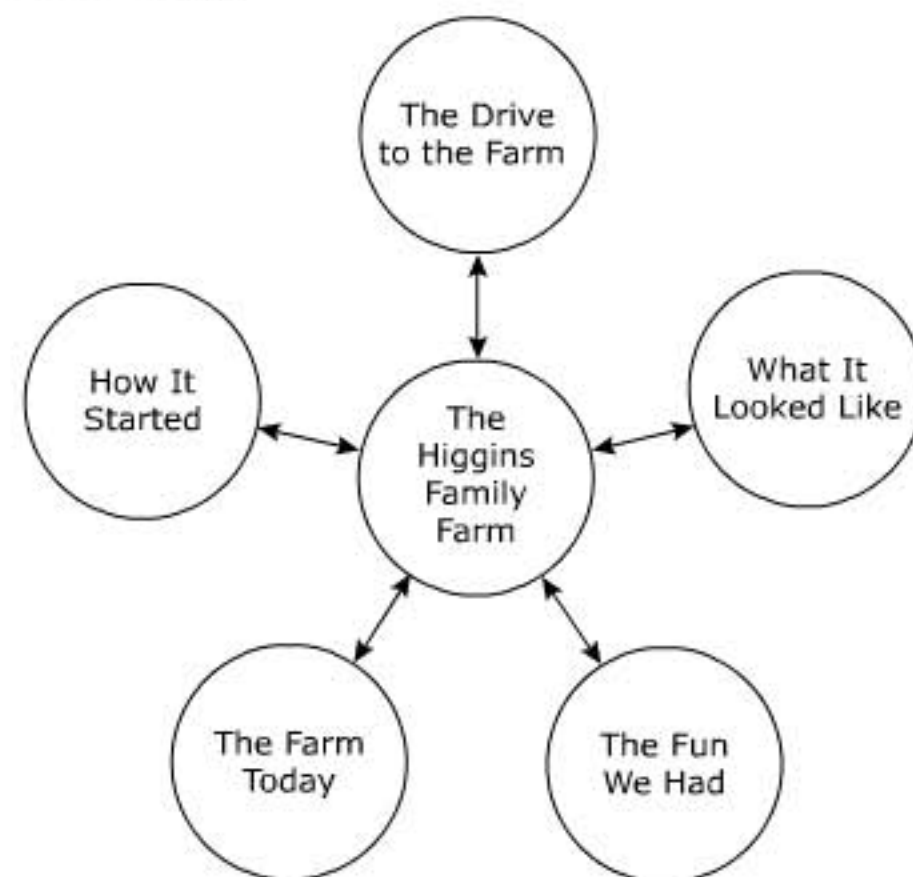 The Drive
to the Farm
How It
Started
What It
Looked Like
The
Higgins
Family
Farm
The Farm
Today
The Fun
We Had